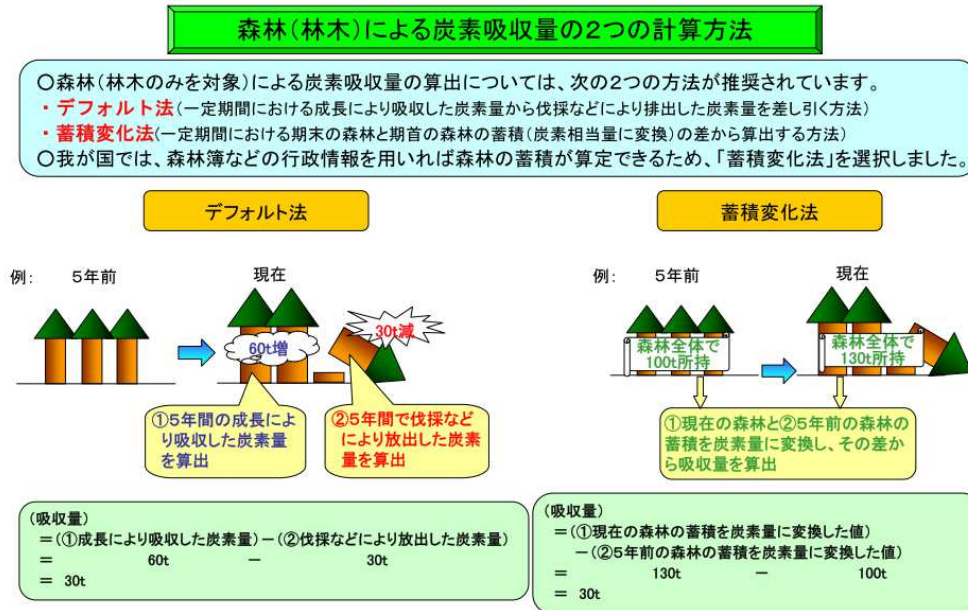 森林(林木)による炭素吸収量の2つの計算方法
○森林(林木のみを対象)による炭素吸収量の算出については、次の2つの方法が推奨されています。
・デフォルト法(一定期間における成長により吸収した炭素量から伐採などにより排出した炭素量を差し引く方法)
・蓄積変化法(一定期間における期末の森林と期首の森林の蓄積(炭素相当量に変換)の差から算出する方法)
○我が国では、森林簿などの行政情報を用いれば森林の蓄積が算定できるため、「蓄積変化法」を選択しました。
デフォルト法
例: 5年前
現在
60t増
30t減
①5年間の成長によ
り吸収した炭素量
を算出
②5年間で伐採など
により放出した炭素
量を算出
(吸収量)
=(①成長により吸収した炭素量)-(②伐採などにより放出した炭素量)
= 60t - 30t
= 30t
蓄積変化法
例: 5年前
現在
森林全体で
100t所持
森林全体で
130t所持
①現在の森林と②5年前の森林の
蓄積を炭素量に変換し、その差か
ら吸収量を算出
(吸収量)
=(①現在の森林の蓄積を炭素量に変換した値)
-(②5年前の森林の蓄積を炭素量に変換した値)
= 130t - 100t
= 30t